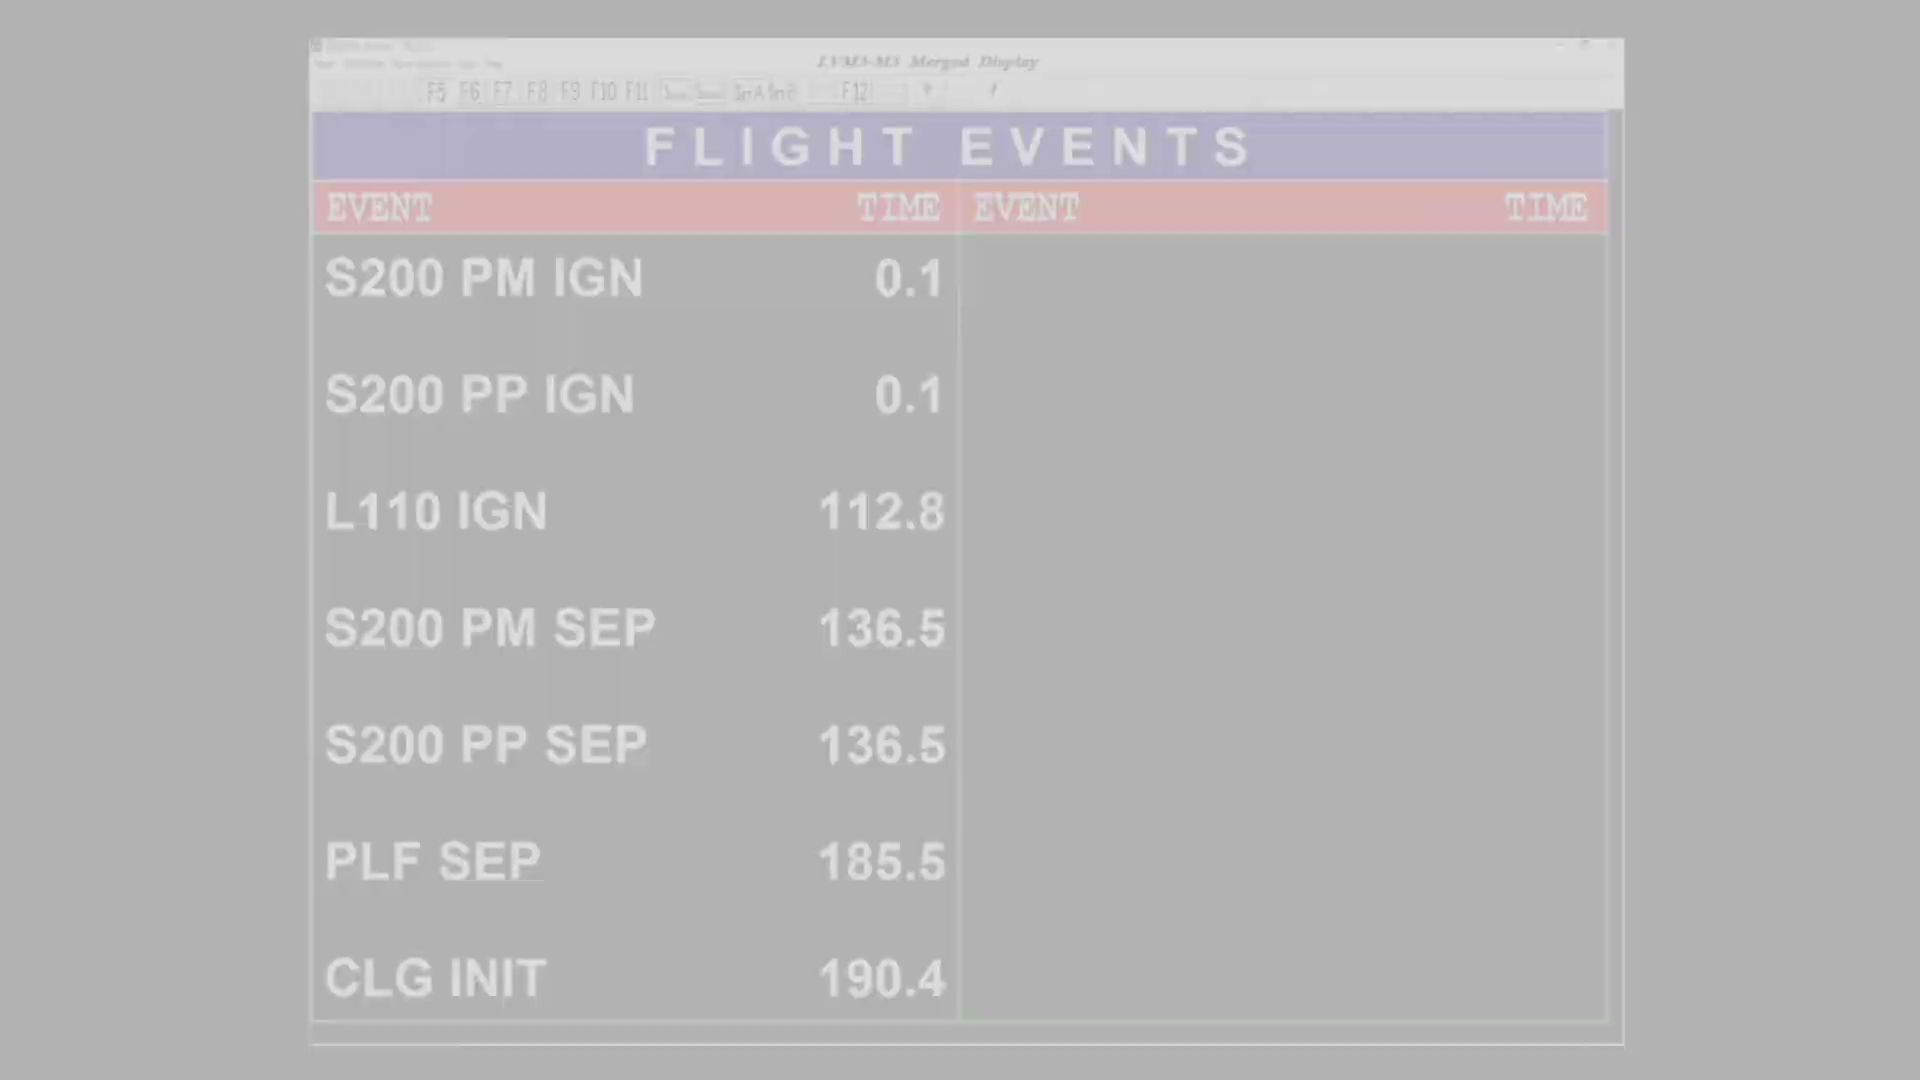 LVM3-M3 Merged Display
F5 F6 F7 F8 F9 F10 F11 F12
FLIGHT EVENTS
EVENT TIME EVENT TIME
S200 PM IGN 0.1
S200 PP IGN 0.1
L110 IGN 112.8
S200 PM SEP 136.5
S200 PP SEP 136.5
PLF SEP 185.5
CLG INIT 190.4